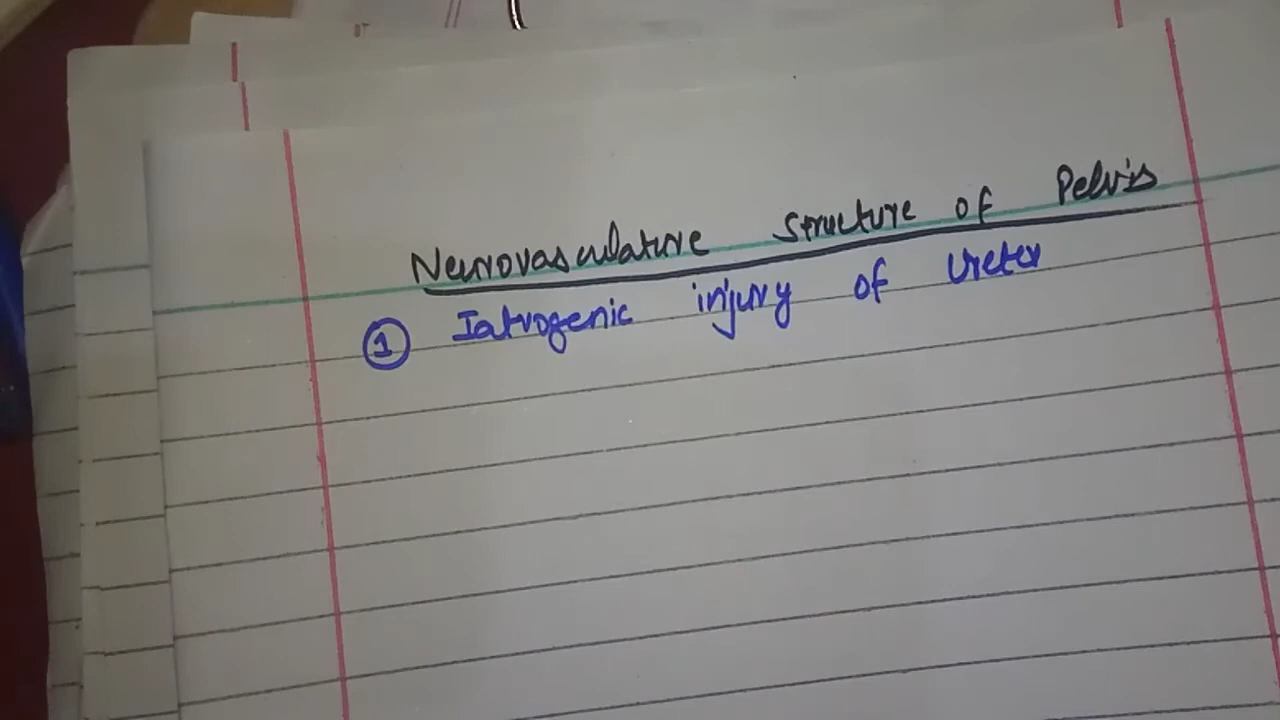 Neurovasculature structure of Pelvis
① Iatrogenic injury of Ureter